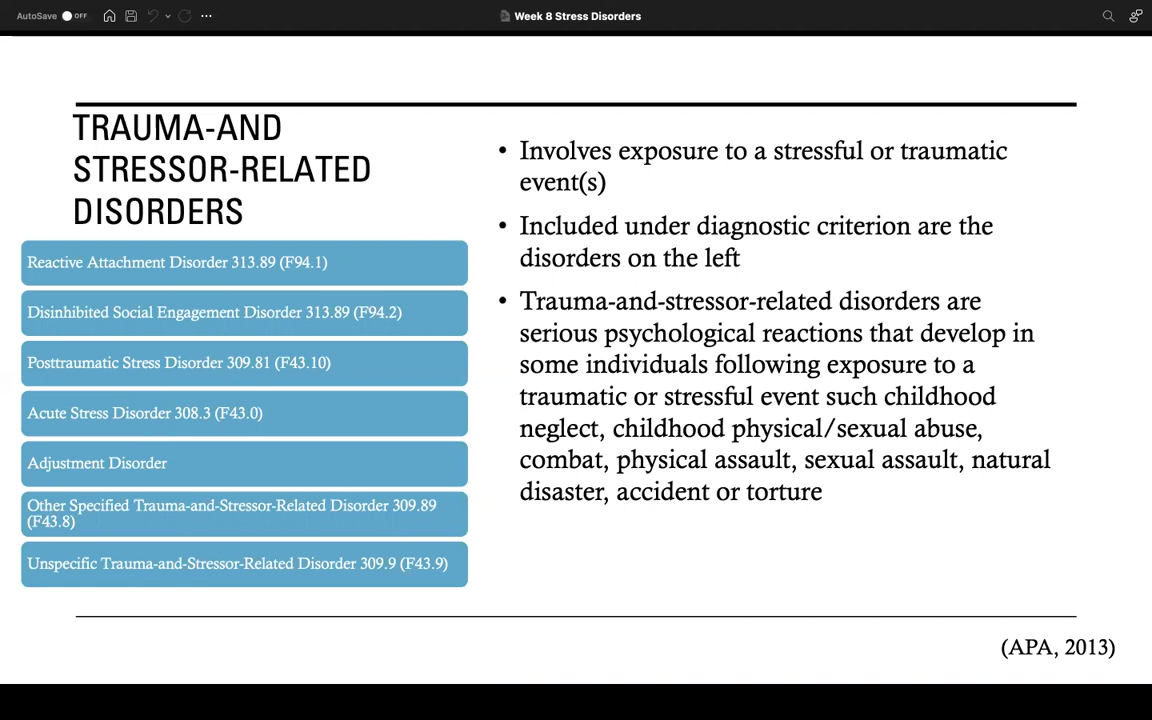 AutoSave OFF
Week 8 Stress Disorders
TRAUMA-AND
STRESSOR-RELATED
DISORDERS
Reactive Attachment Disorder 313.89 (F94.1)
Disinhibited Social Engagement Disorder 313.89 (F94.2)
Posttraumatic Stress Disorder 309.81 (F43.10)
Acute Stress Disorder 308.3 (F43.0)
Adjustment Disorder
Other Specified Trauma-and-Stressor-Related Disorder 309.89
(F43.8)
Unspecific Trauma-and-Stressor-Related Disorder 309.9 (F43.9)
• Involves exposure to a stressful or traumatic
event(s)
• Included under diagnostic criterion are the
disorders on the left
• Trauma-and-stressor-related disorders are
serious psychological reactions that develop in
some individuals following exposure to a
traumatic or stressful event such childhood
neglect, childhood physical/sexual abuse,
combat, physical assault, sexual assault, natural
disaster, accident or torture
(APA, 2013)